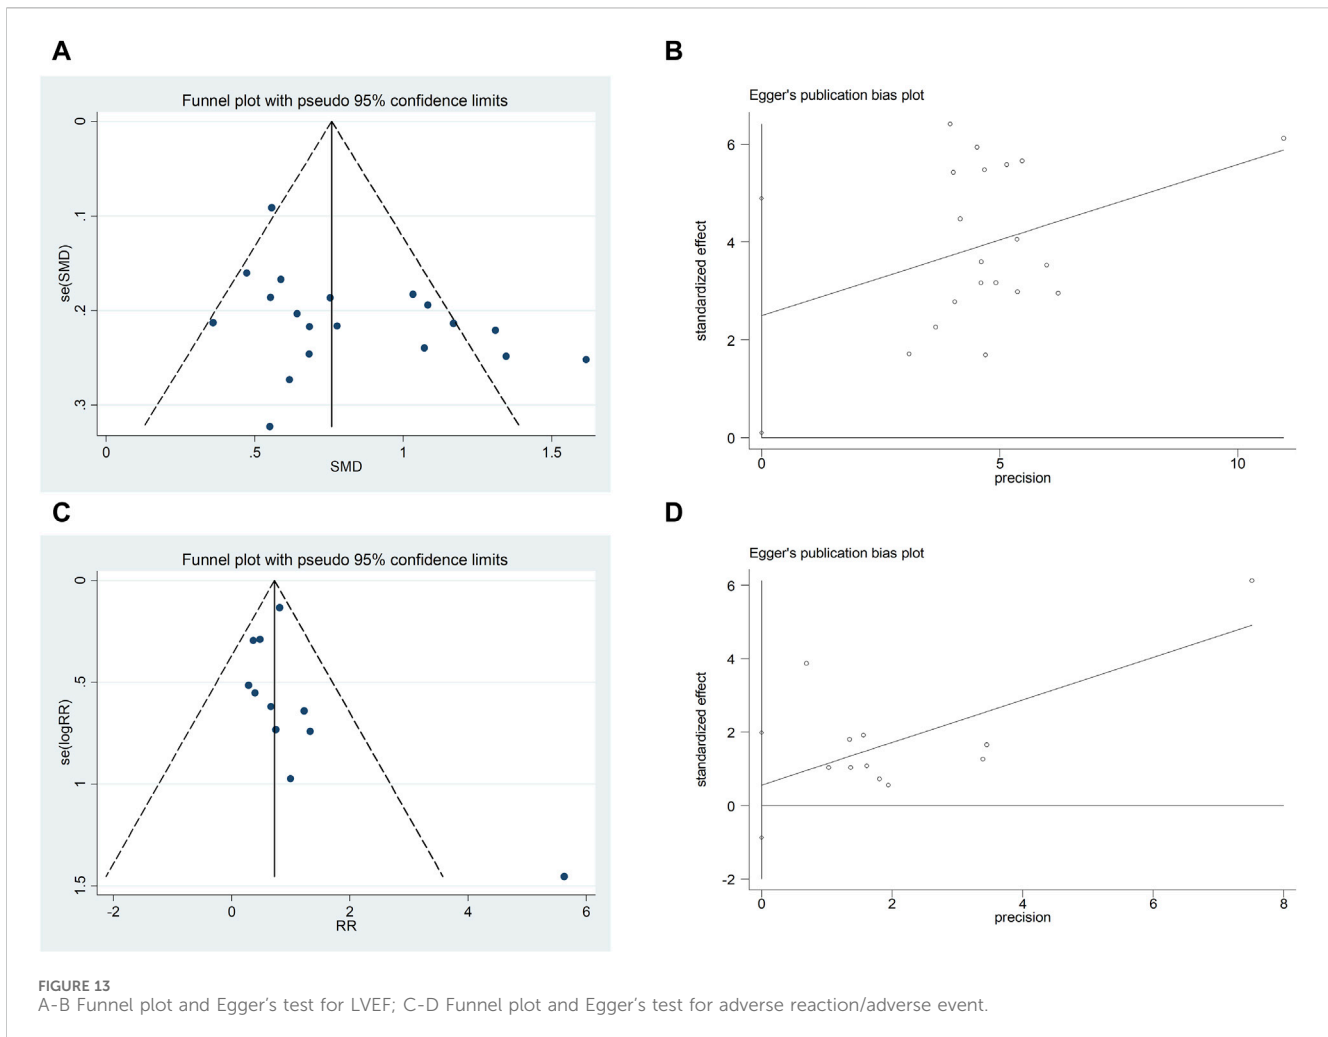 A
Funnel plot with pseudo 95% confidence limits
0
.1
.2
.3
se(SMD)
0 .5 1 1.5
SMD
B
Egger's publication bias plot
6
4
2
0
standardized effect
0 5 10
precision
C
Funnel plot with pseudo 95% confidence limits
0
.5
1
1.5
se(logRR)
-2 0 2 4 6
RR
D
Egger's publication bias plot
6
4
2
0
-2
standardized effect
0 2 4 6 8
precision
FIGURE 13
A-B Funnel plot and Egger's test for LVEF; C-D Funnel plot and Egger's test for adverse reaction/adverse event.